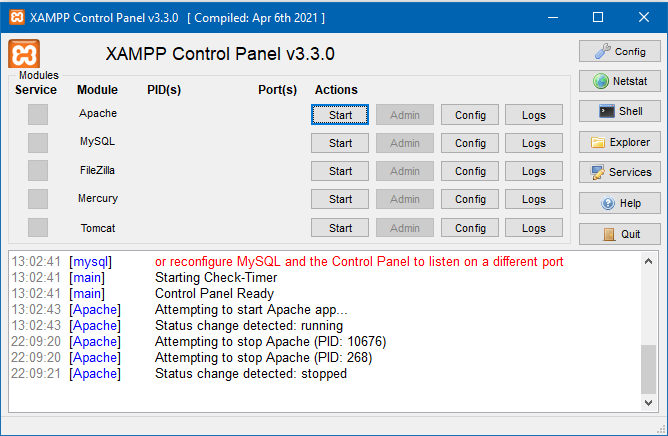 XAMPP Control Panel v3.3.0 [ Compiled: Apr 6th 2021 ]
XAMPP Control Panel v3.3.0
Config
Modules
Service Module PID(s) Port(s) Actions
Netstat
Apache Start Admin Config Logs
Shell
MySQL Start Admin Config Logs
Explorer
FileZilla Start Admin Config Logs
Services
Mercury Start Admin Config Logs
Help
Tomcat Start Admin Config Logs
Quit
13:02:41 [mysql] or reconfigure MySQL and the Control Panel to listen on a different port
13:02:41 [main] Starting Check-Timer
13:02:41 [main] Control Panel Ready
13:02:43 [Apache] Attempting to start Apache app...
13:02:43 [Apache] Status change detected: running
22:09:20 [Apache] Attempting to stop Apache (PID: 10676)
22:09:20 [Apache] Attempting to stop Apache (PID: 268)
22:09:21 [Apache] Status change detected: stopped